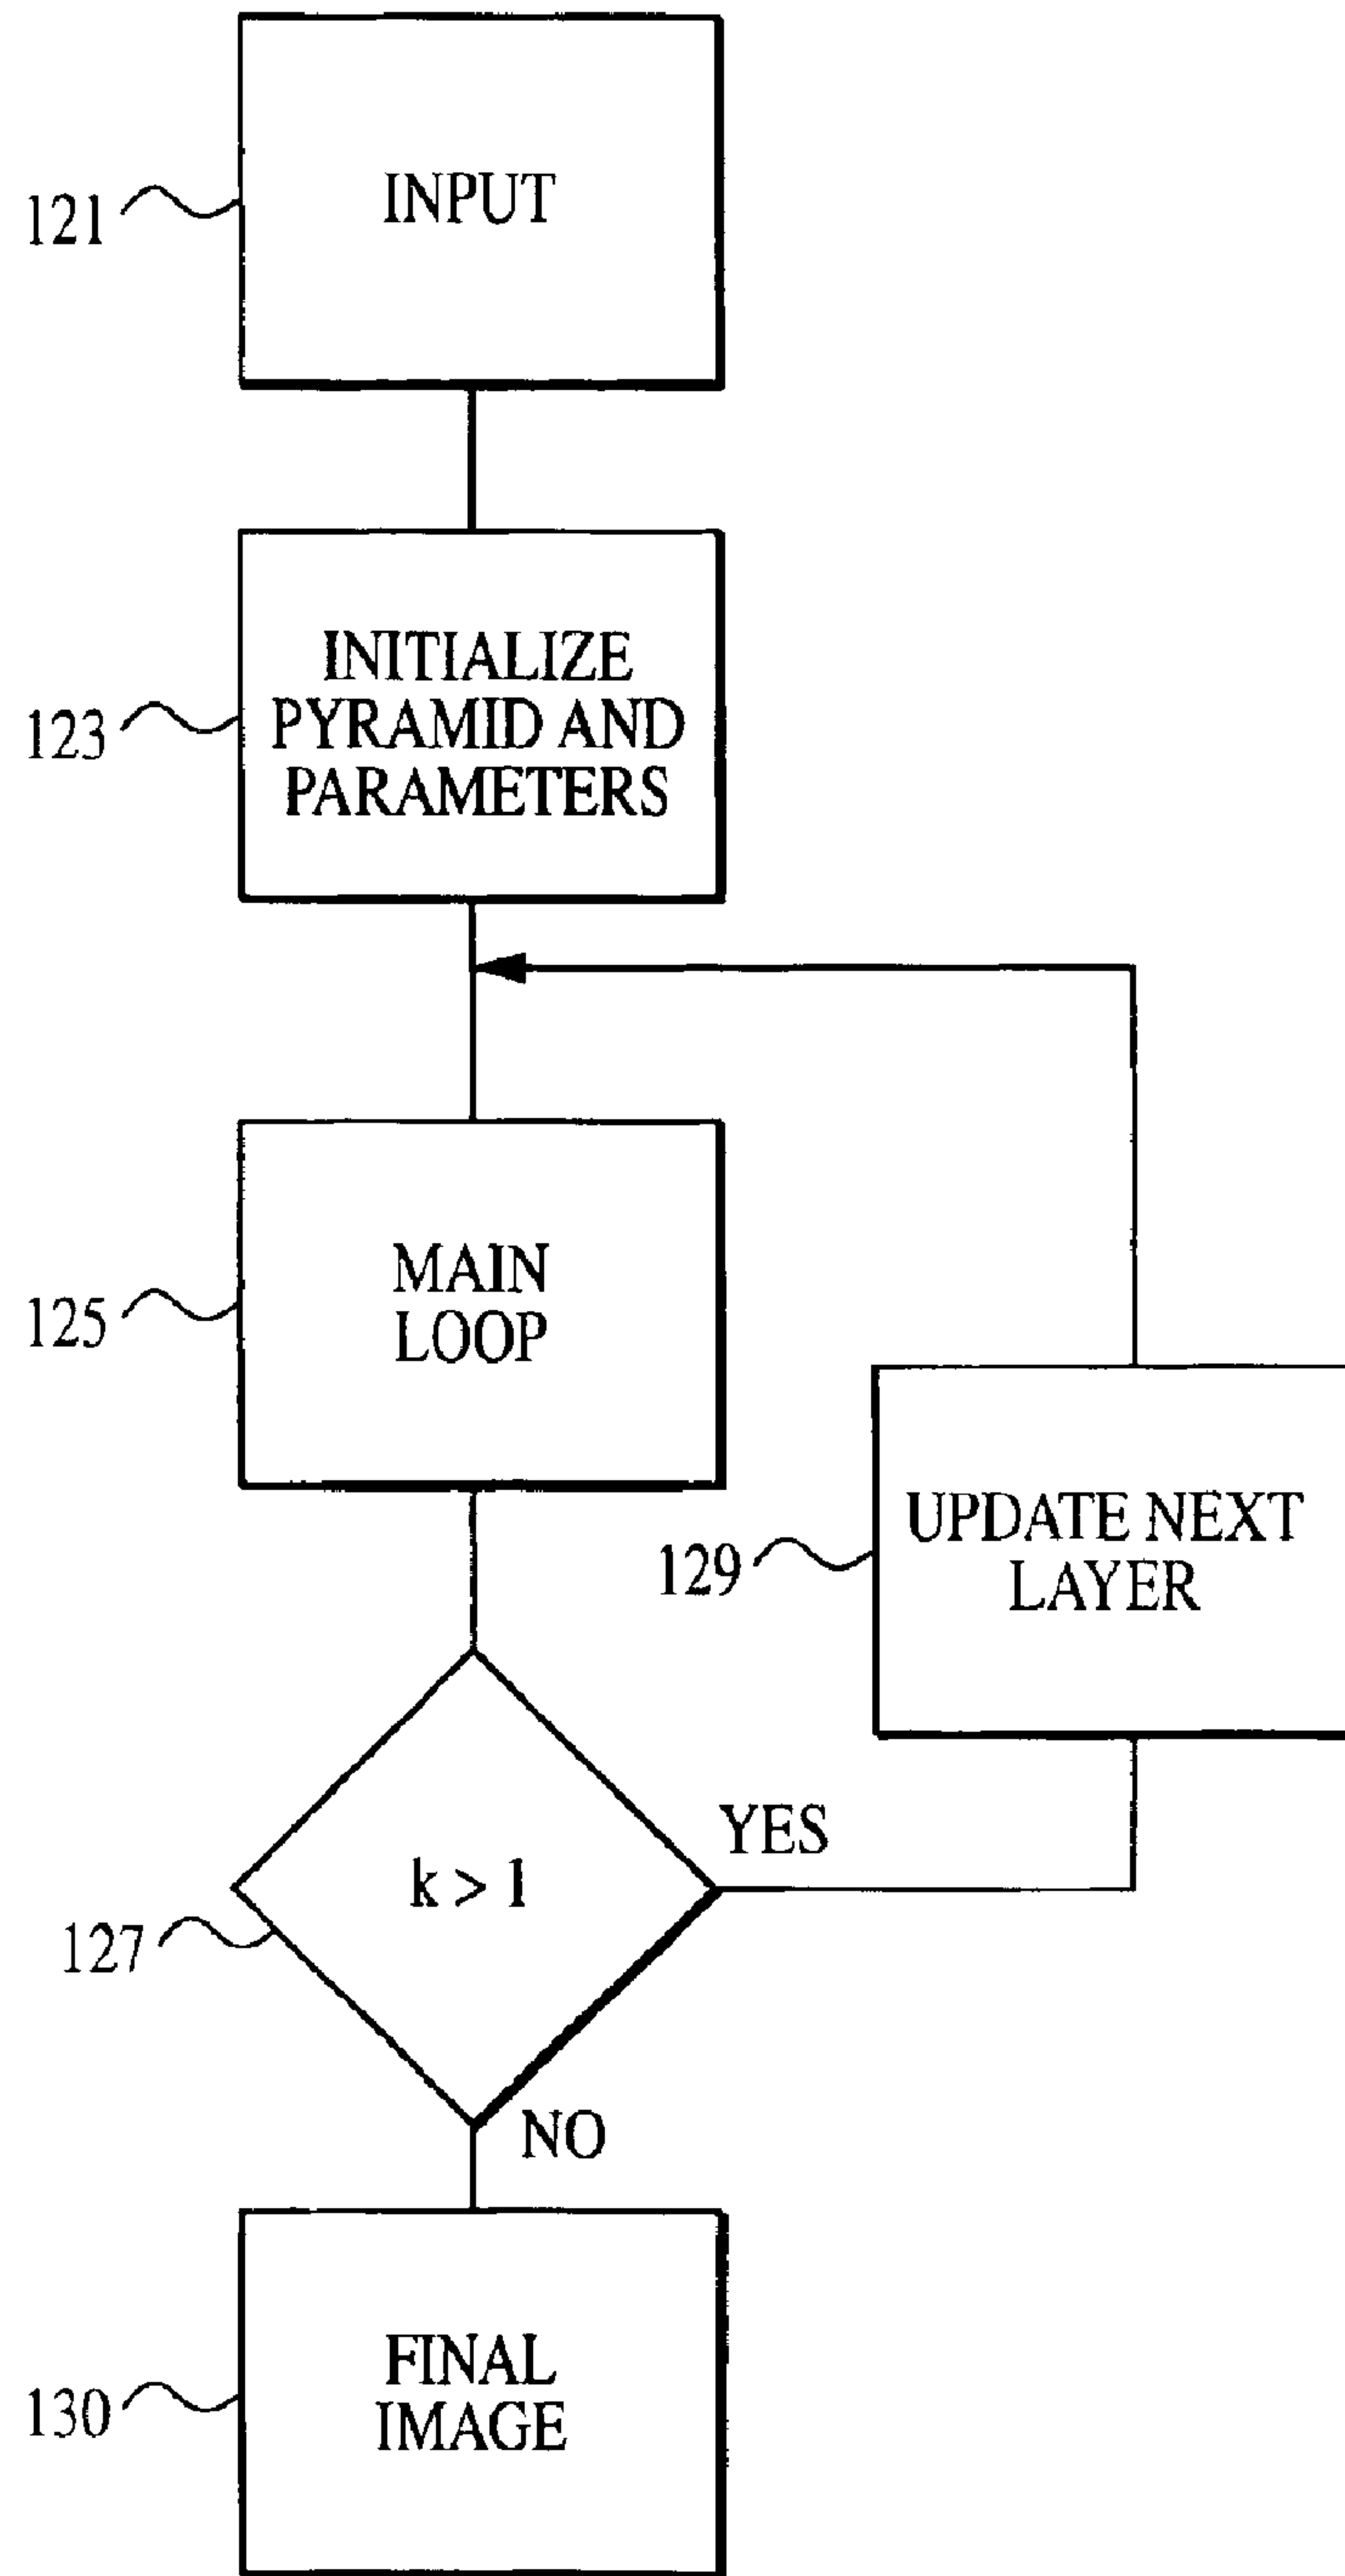 121
INPUT
123
INITIALIZE
PYRAMID AND
PARAMETERS
125
MAIN
LOOP
129
UPDATE NEXT
LAYER
127
k > 1
YES
NO
130
FINAL
IMAGE